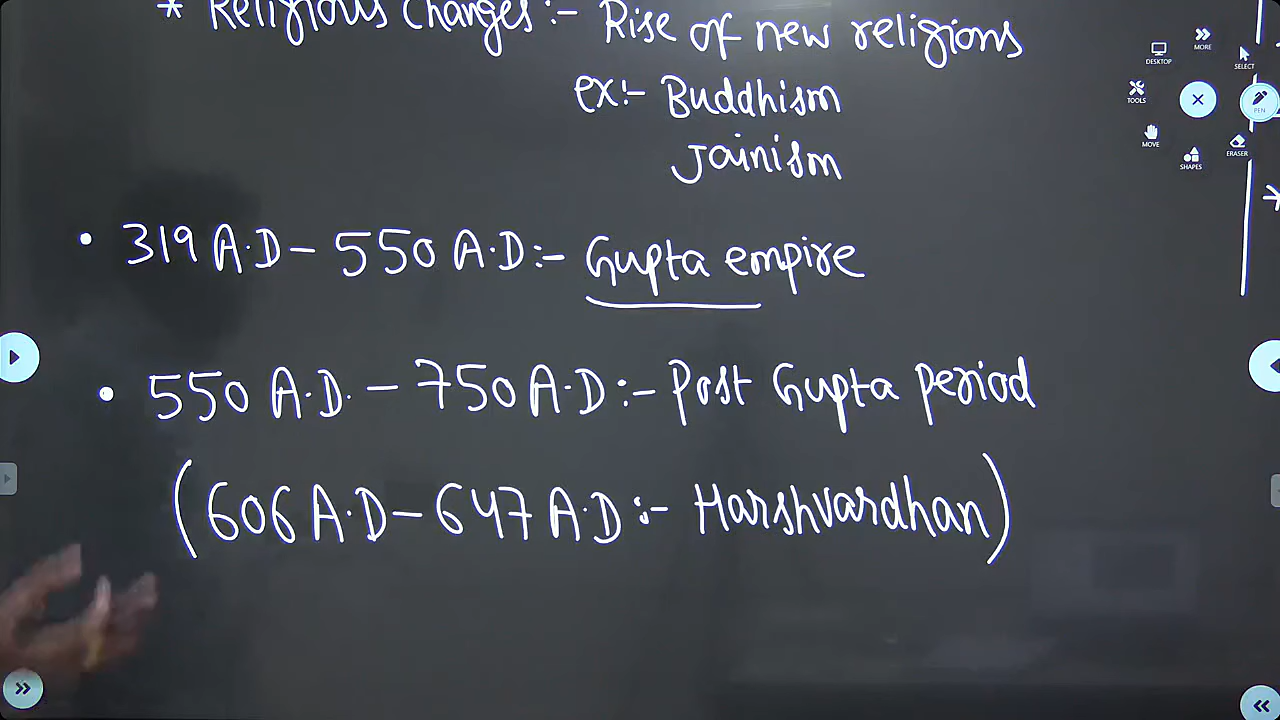 * Religious Changes :- Rise of new religions
ex:- Buddhism
Jainism
• 319 A.D - 550 A.D :- Gupta empire
• 550 A.D. - 750 A.D :- Post Gupta period
(606 A.D - 647 A.D :- Harshvardhan)
*
MORE
DESKTOP
SELECT
TOOLS
PEN
MOVE
ERASER
SHAPES